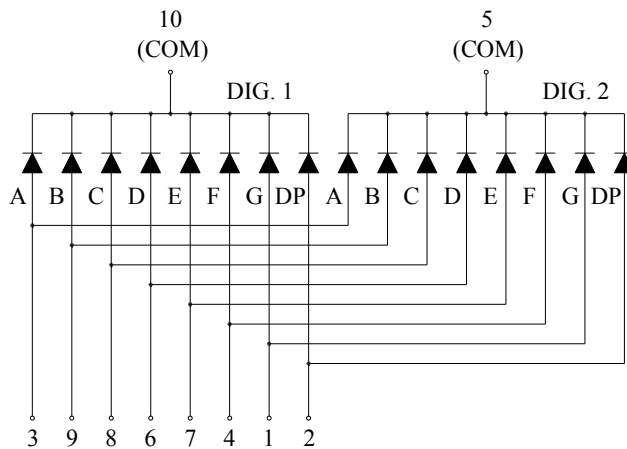 10 5
(COM) (COM)
DIG. 1 DIG. 2
A B C D E F G DP A B C D E F G DP
3 9 8 6 7 4 1 2